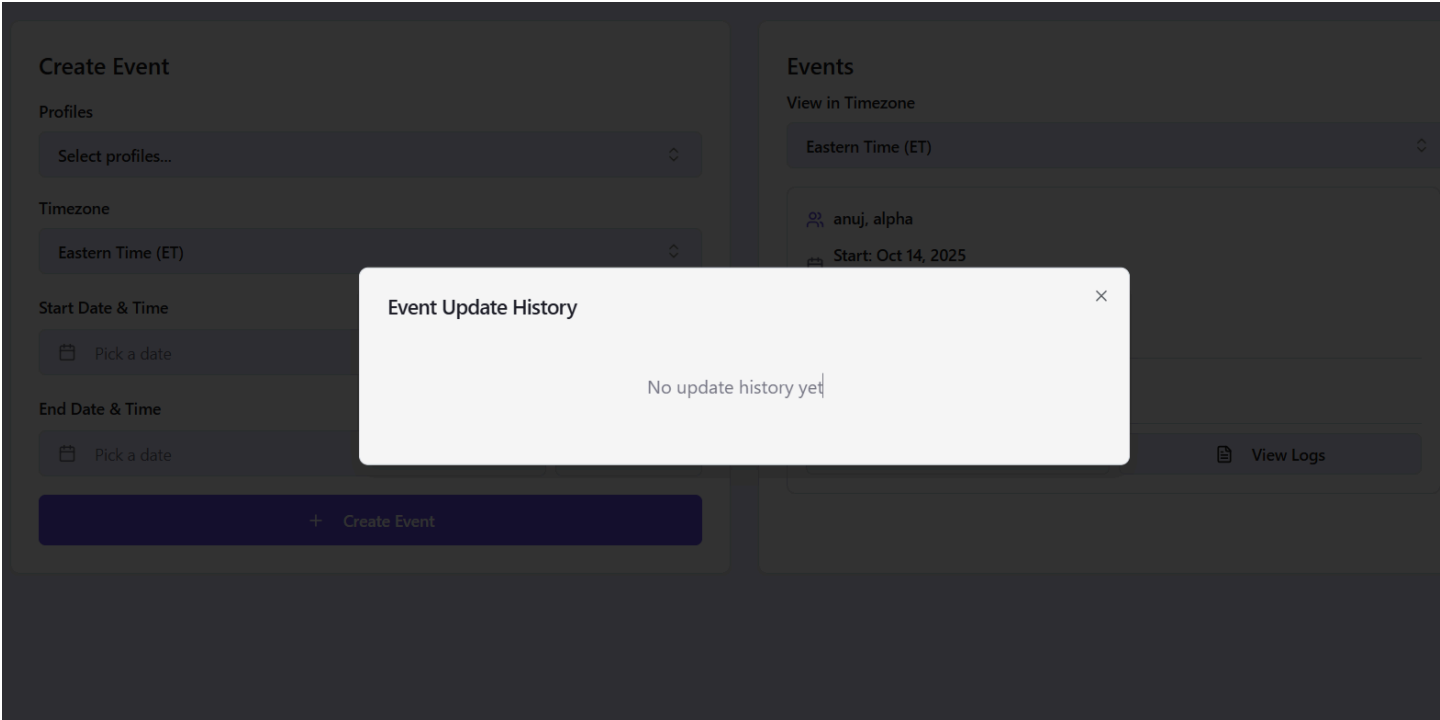 Create Event
Profiles
Select profiles...
Timezone
Eastern Time (ET)
Start Date & Time
Pick a date
End Date & Time
Pick a date
Create Event
Events
View in Timezone
Eastern Time (ET)
anuj, alpha
Start: Oct 14, 2025
View Logs
Event Update History
No update history yet